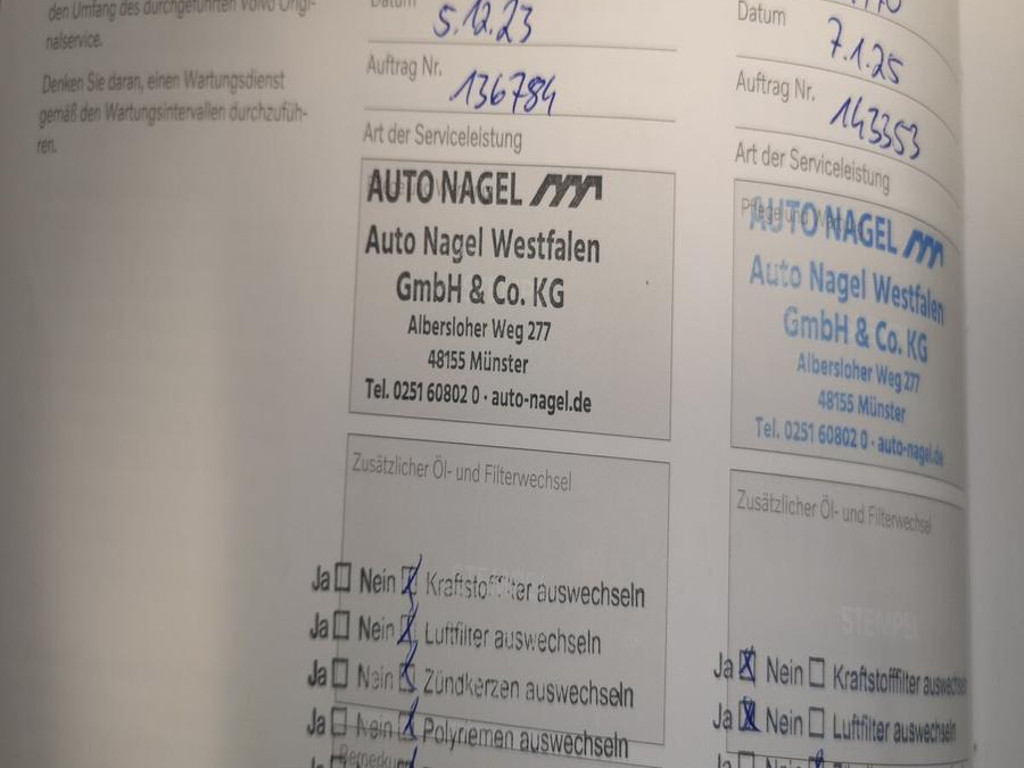 den Umfang des durchgeführten Volvo Origi-
nalservice.
Denken Sie daran, einen Wartungsdienst
gemäß den Wartungsintervallen durchzufüh-
ren.
Datum
5.12.23
Auftrag Nr.
136784
Art der Serviceleistung
AUTO NAGEL
Auto Nagel Westfalen
GmbH & Co. KG
Albersloher Weg 277
48155 Münster
Tel. 0251 60802 0 · auto-nagel.de
Zusätzlicher Öl- und Filterwechsel
Ja Nein Kraftstofffilter auswechseln
Ja Nein Luftfilter auswechseln
Ja Nein Zündkerzen auswechseln
Ja Nein Polyriemen auswechseln
Bemerkung
Datum
7.1.25
Auftrag Nr.
143353
Art der Serviceleistung
Pflege und
AUTO NAGEL
Auto Nagel Westfalen
GmbH & Co. KG
Albersloher Weg 277
48155 Münster
Tel. 0251 60802 0 · auto-nagel.de
Zusätzlicher Öl- und Filterwechsel
STEMPEL
Ja Nein Kraftstofffilter auswechseln
Ja Nein Luftfilter auswechseln